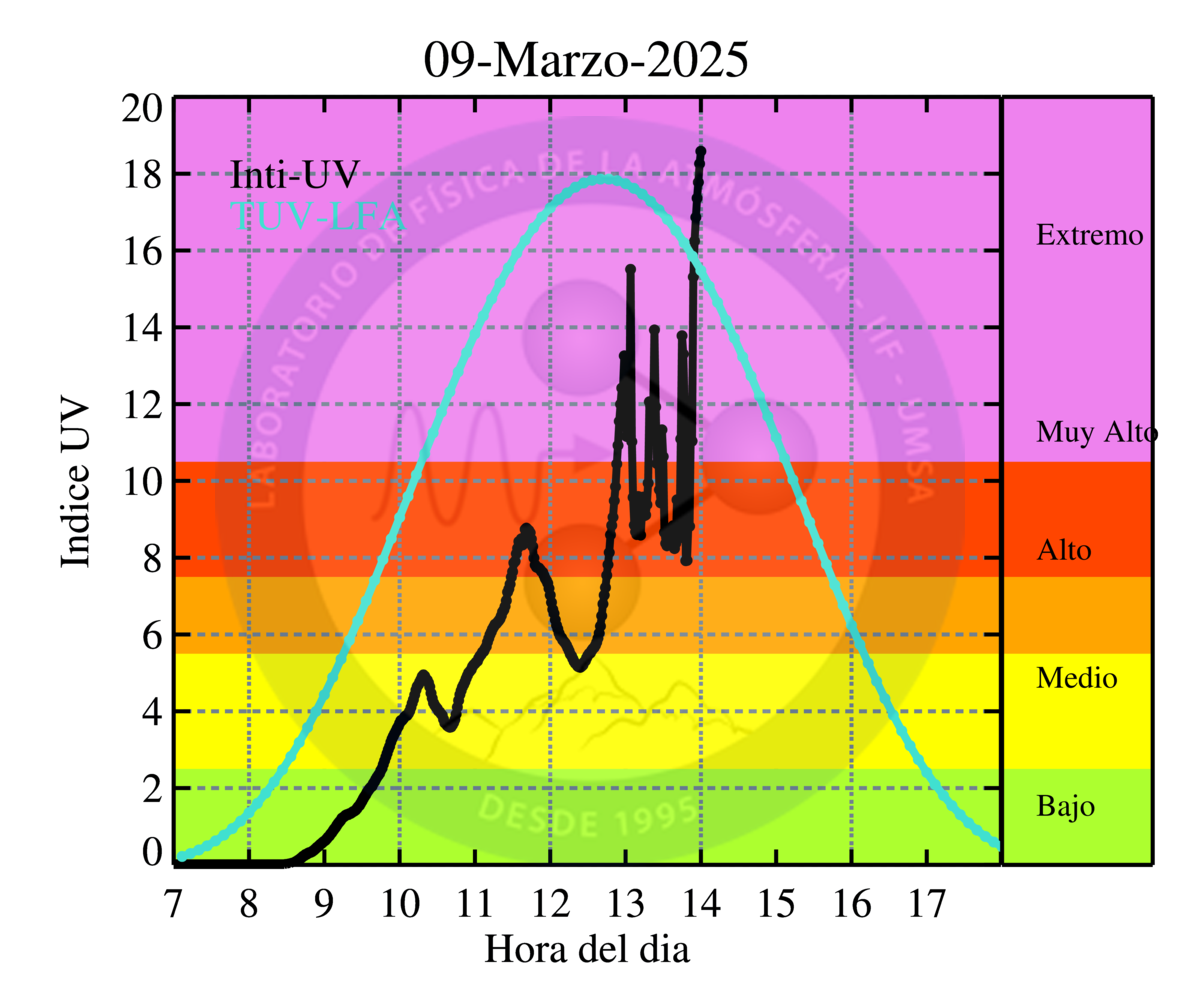 09-Marzo-2025
Inti-UV
TUV-LFA
LABORATORIO DE FÍSICA DE LA ATMÓSFERA - IIF - UMSA
DESDE 1995
Indice UV
20
18
16
14
12
10
8
6
4
2
0
Extremo
Muy Alto
Alto
Medio
Bajo
7 8 9 10 11 12 13 14 15 16 17
Hora del dia